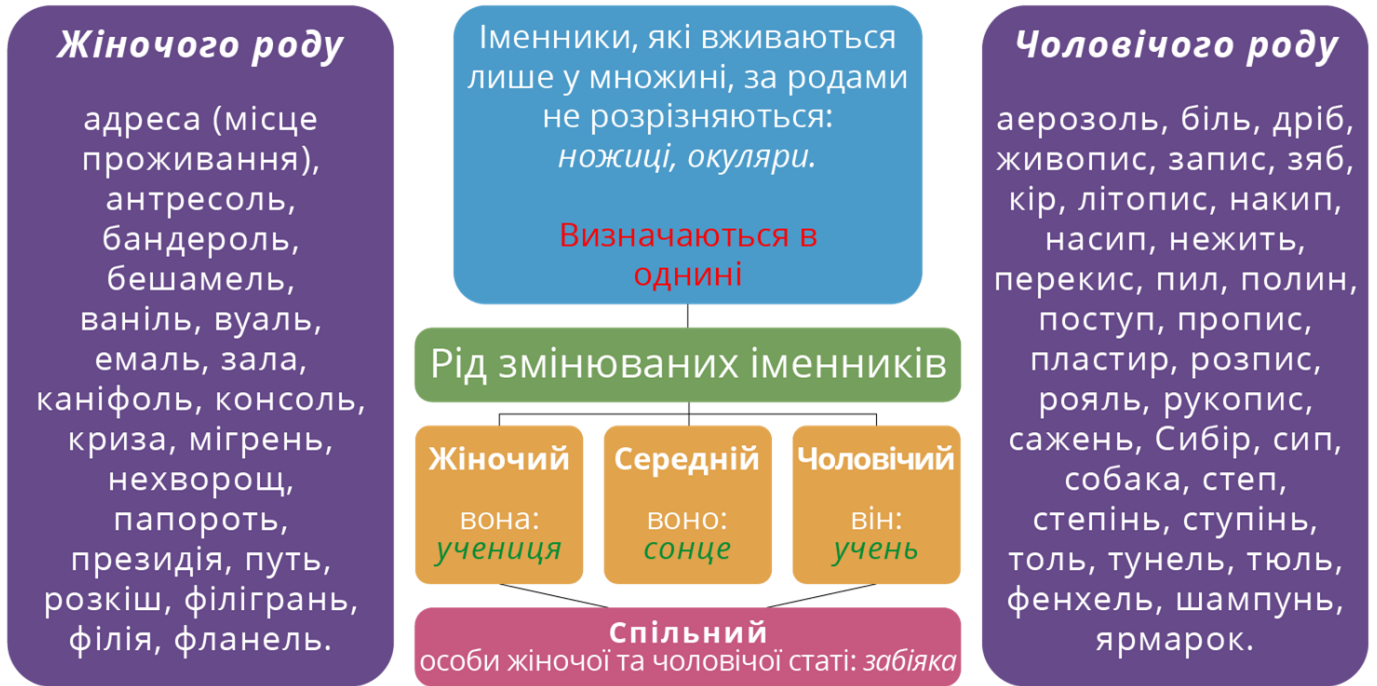 Жіночого роду
адреса (місце
проживання),
антресоль,
бандероль,
бешамель,
ваніль, вуаль,
емаль, зала,
каніфоль, консоль,
криза, мігрень,
нехворощ,
папороть,
президія, путь,
розкіш, філігрань,
філія, фланель.
Іменники, які вживаються
лише у множині, за родами
не розрізняються:
ножиці, окуляри.
Визначаються в
однині
Рід змінюваних іменників
Жіночий
вона:
учениця
Середній
воно:
сонце
Чоловічий
він:
учень
Спільний
особи жіночої та чоловічої статі: забіяка
Чоловічого роду
аерозоль, біль, дріб,
живопис, запис, зяб,
кір, літопис, накип,
насип, нежить,
перекис, пил, полин,
поступ, пропис,
пластир, розпис,
рояль, рукопис,
сажень, Сибір, сип,
собака, степ,
степінь, ступінь,
толь, тунель, тюль,
фенхель, шампунь,
ярмарок.